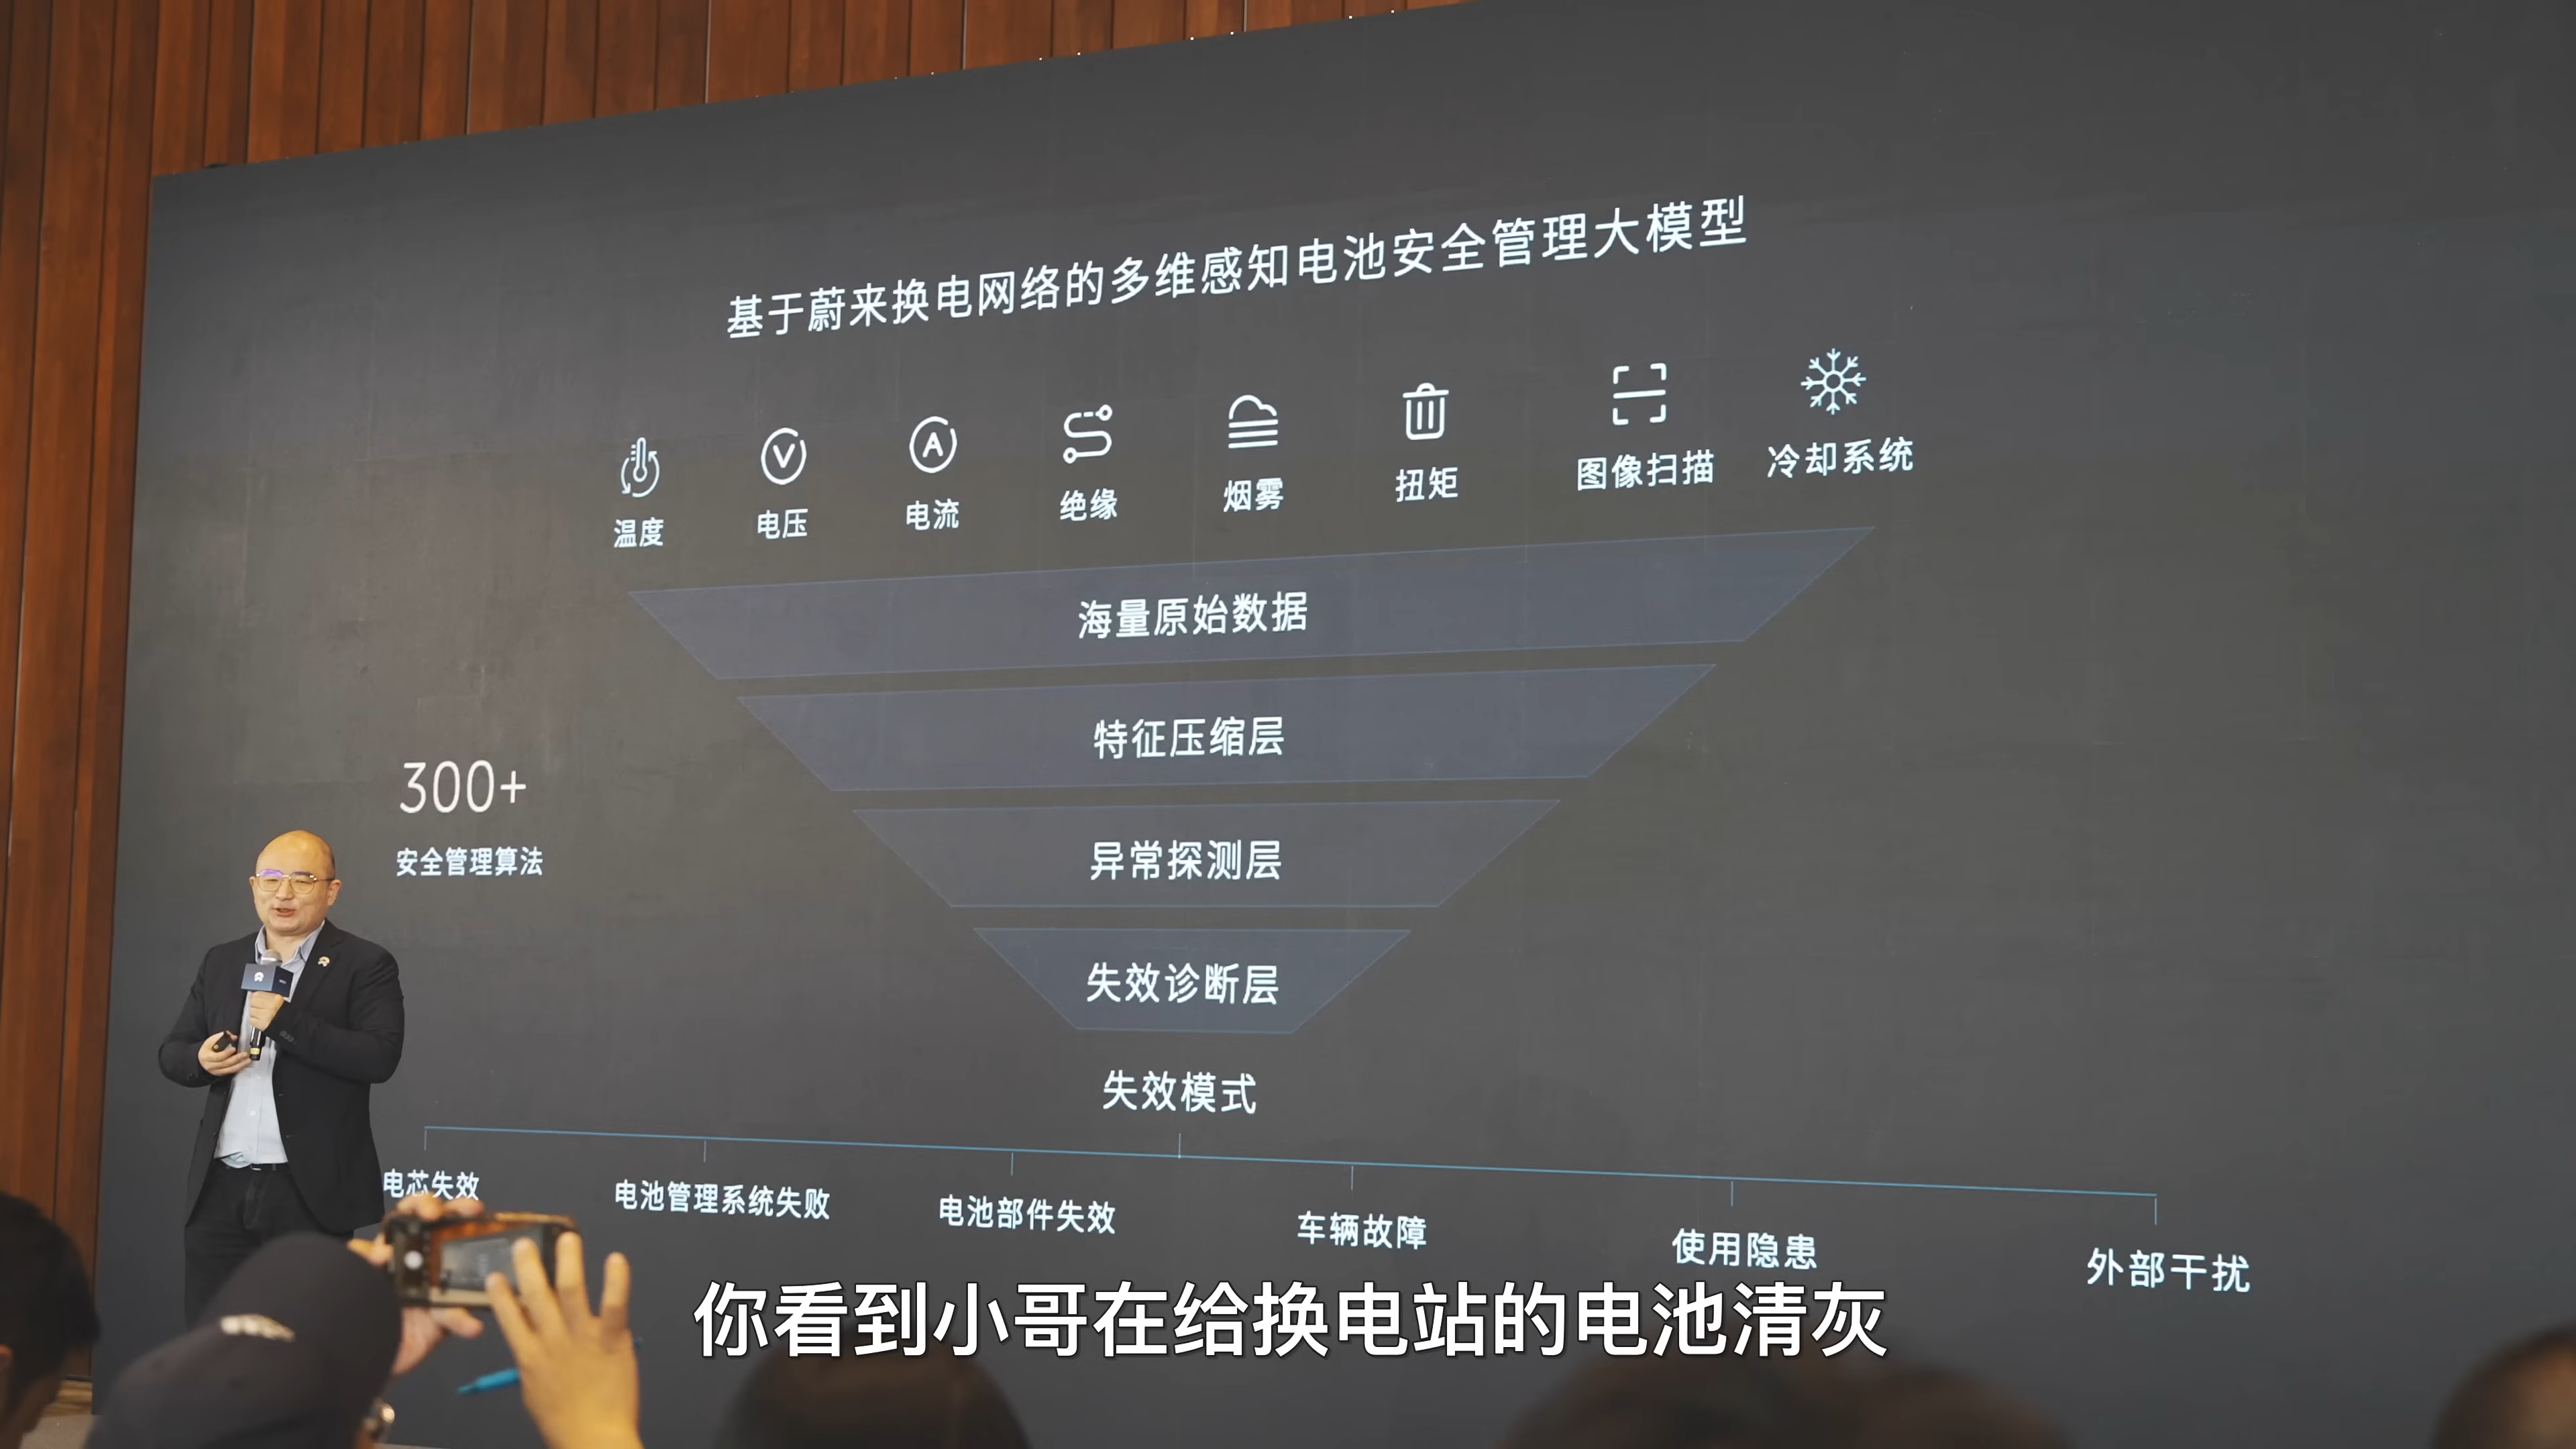 基于蔚来换电网络的多维感知电池安全管理大模型
温度
电压
电流
绝缘
烟雾
扭矩
图像扫描
冷却系统
海量原始数据
特征压缩层
异常探测层
失效诊断层
300+
安全管理算法
失效模式
电芯失效
电池管理系统失败
电池部件失效
车辆故障
使用隐患
外部干扰
你看到小哥在给换电站的电池清灰